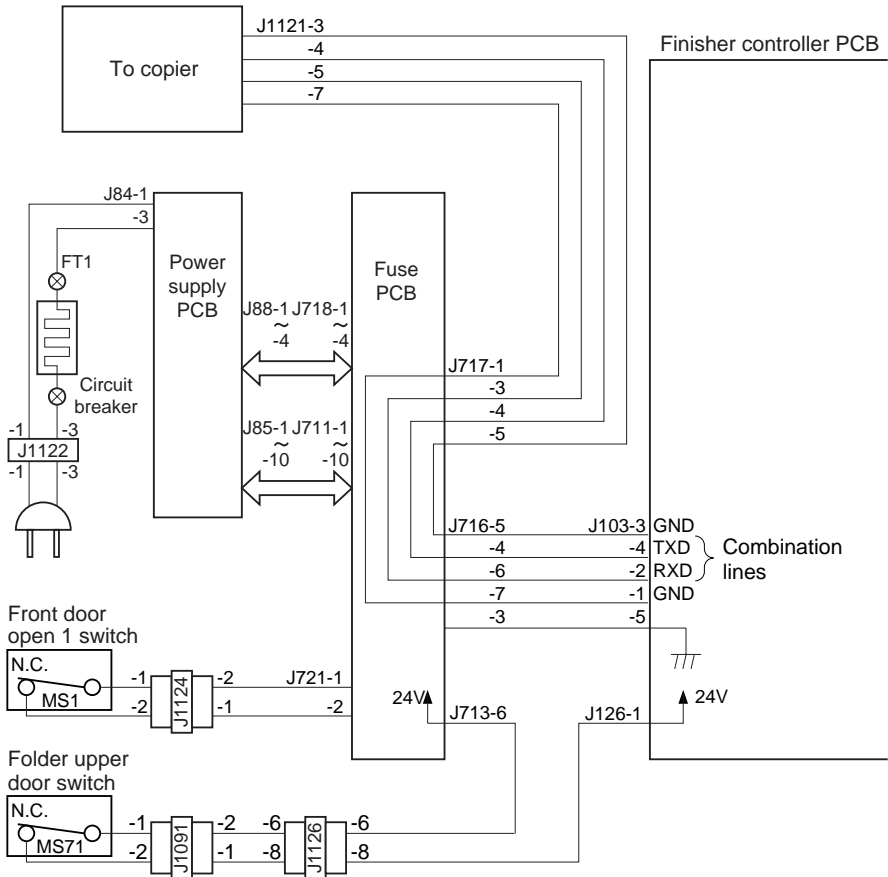 J1121-3
-4
-5
-7
To copier
Finisher controller PCB
J84-1
-3
FT1
Power
supply
PCB
Fuse
PCB
J88-1 J718-1
~ ~
-4 -4
Circuit
breaker
J85-1 J711-1
~ ~
-10 -10
-1 -3
J1122
-1 -3
J717-1
-3
-4
-5
J716-5 J103-3 GND
-4 -4 TXD
-6 -2 RXD
-7 -1 GND
-3 -5
Combination
lines
Front door
open 1 switch
N.C.
MS1
-1 -2 J721-1
-2 -1 -2
J1124
24V
J713-6
J126-1
24V
Folder upper
door switch
N.C.
MS71
-1 -2 -6 -6
-2 -1 -8 -8
J1091
J1126